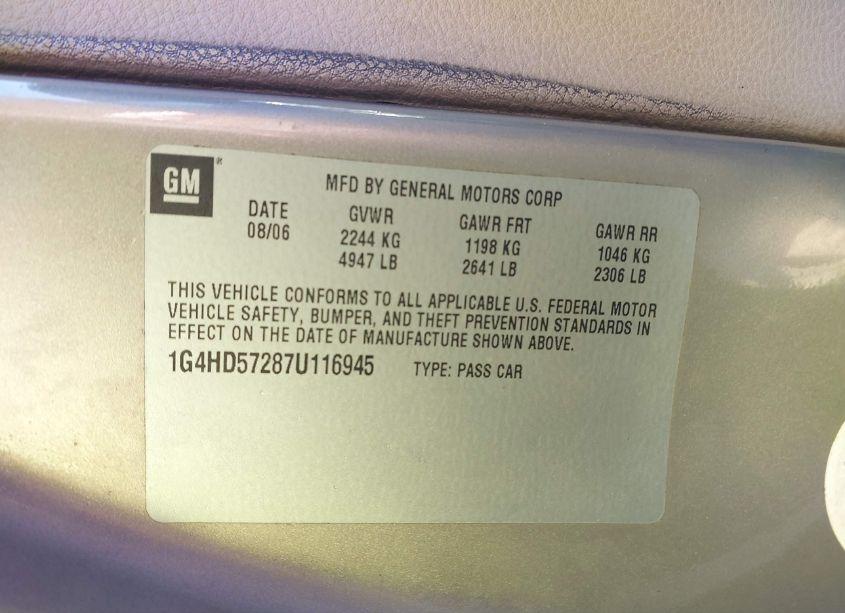 GM®
MFD BY GENERAL MOTORS CORP
DATE GVWR GAWR FRT GAWR RR
08/06 2244 KG 1198 KG 1046 KG
4947 LB 2641 LB 2306 LB
THIS VEHICLE CONFORMS TO ALL APPLICABLE U.S. FEDERAL MOTOR
VEHICLE SAFETY, BUMPER, AND THEFT PREVENTION STANDARDS IN
EFFECT ON THE DATE OF MANUFACTURE SHOWN ABOVE.
1G4HD57287U116945 TYPE: PASS CAR